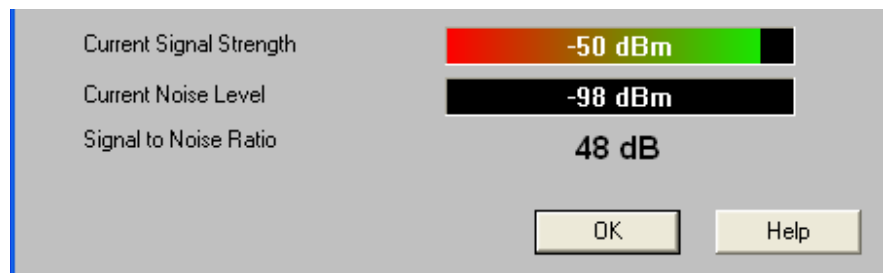 Current Signal Strength -50 dBm
Current Noise Level -98 dBm
Signal to Noise Ratio 48 dB
OK Help